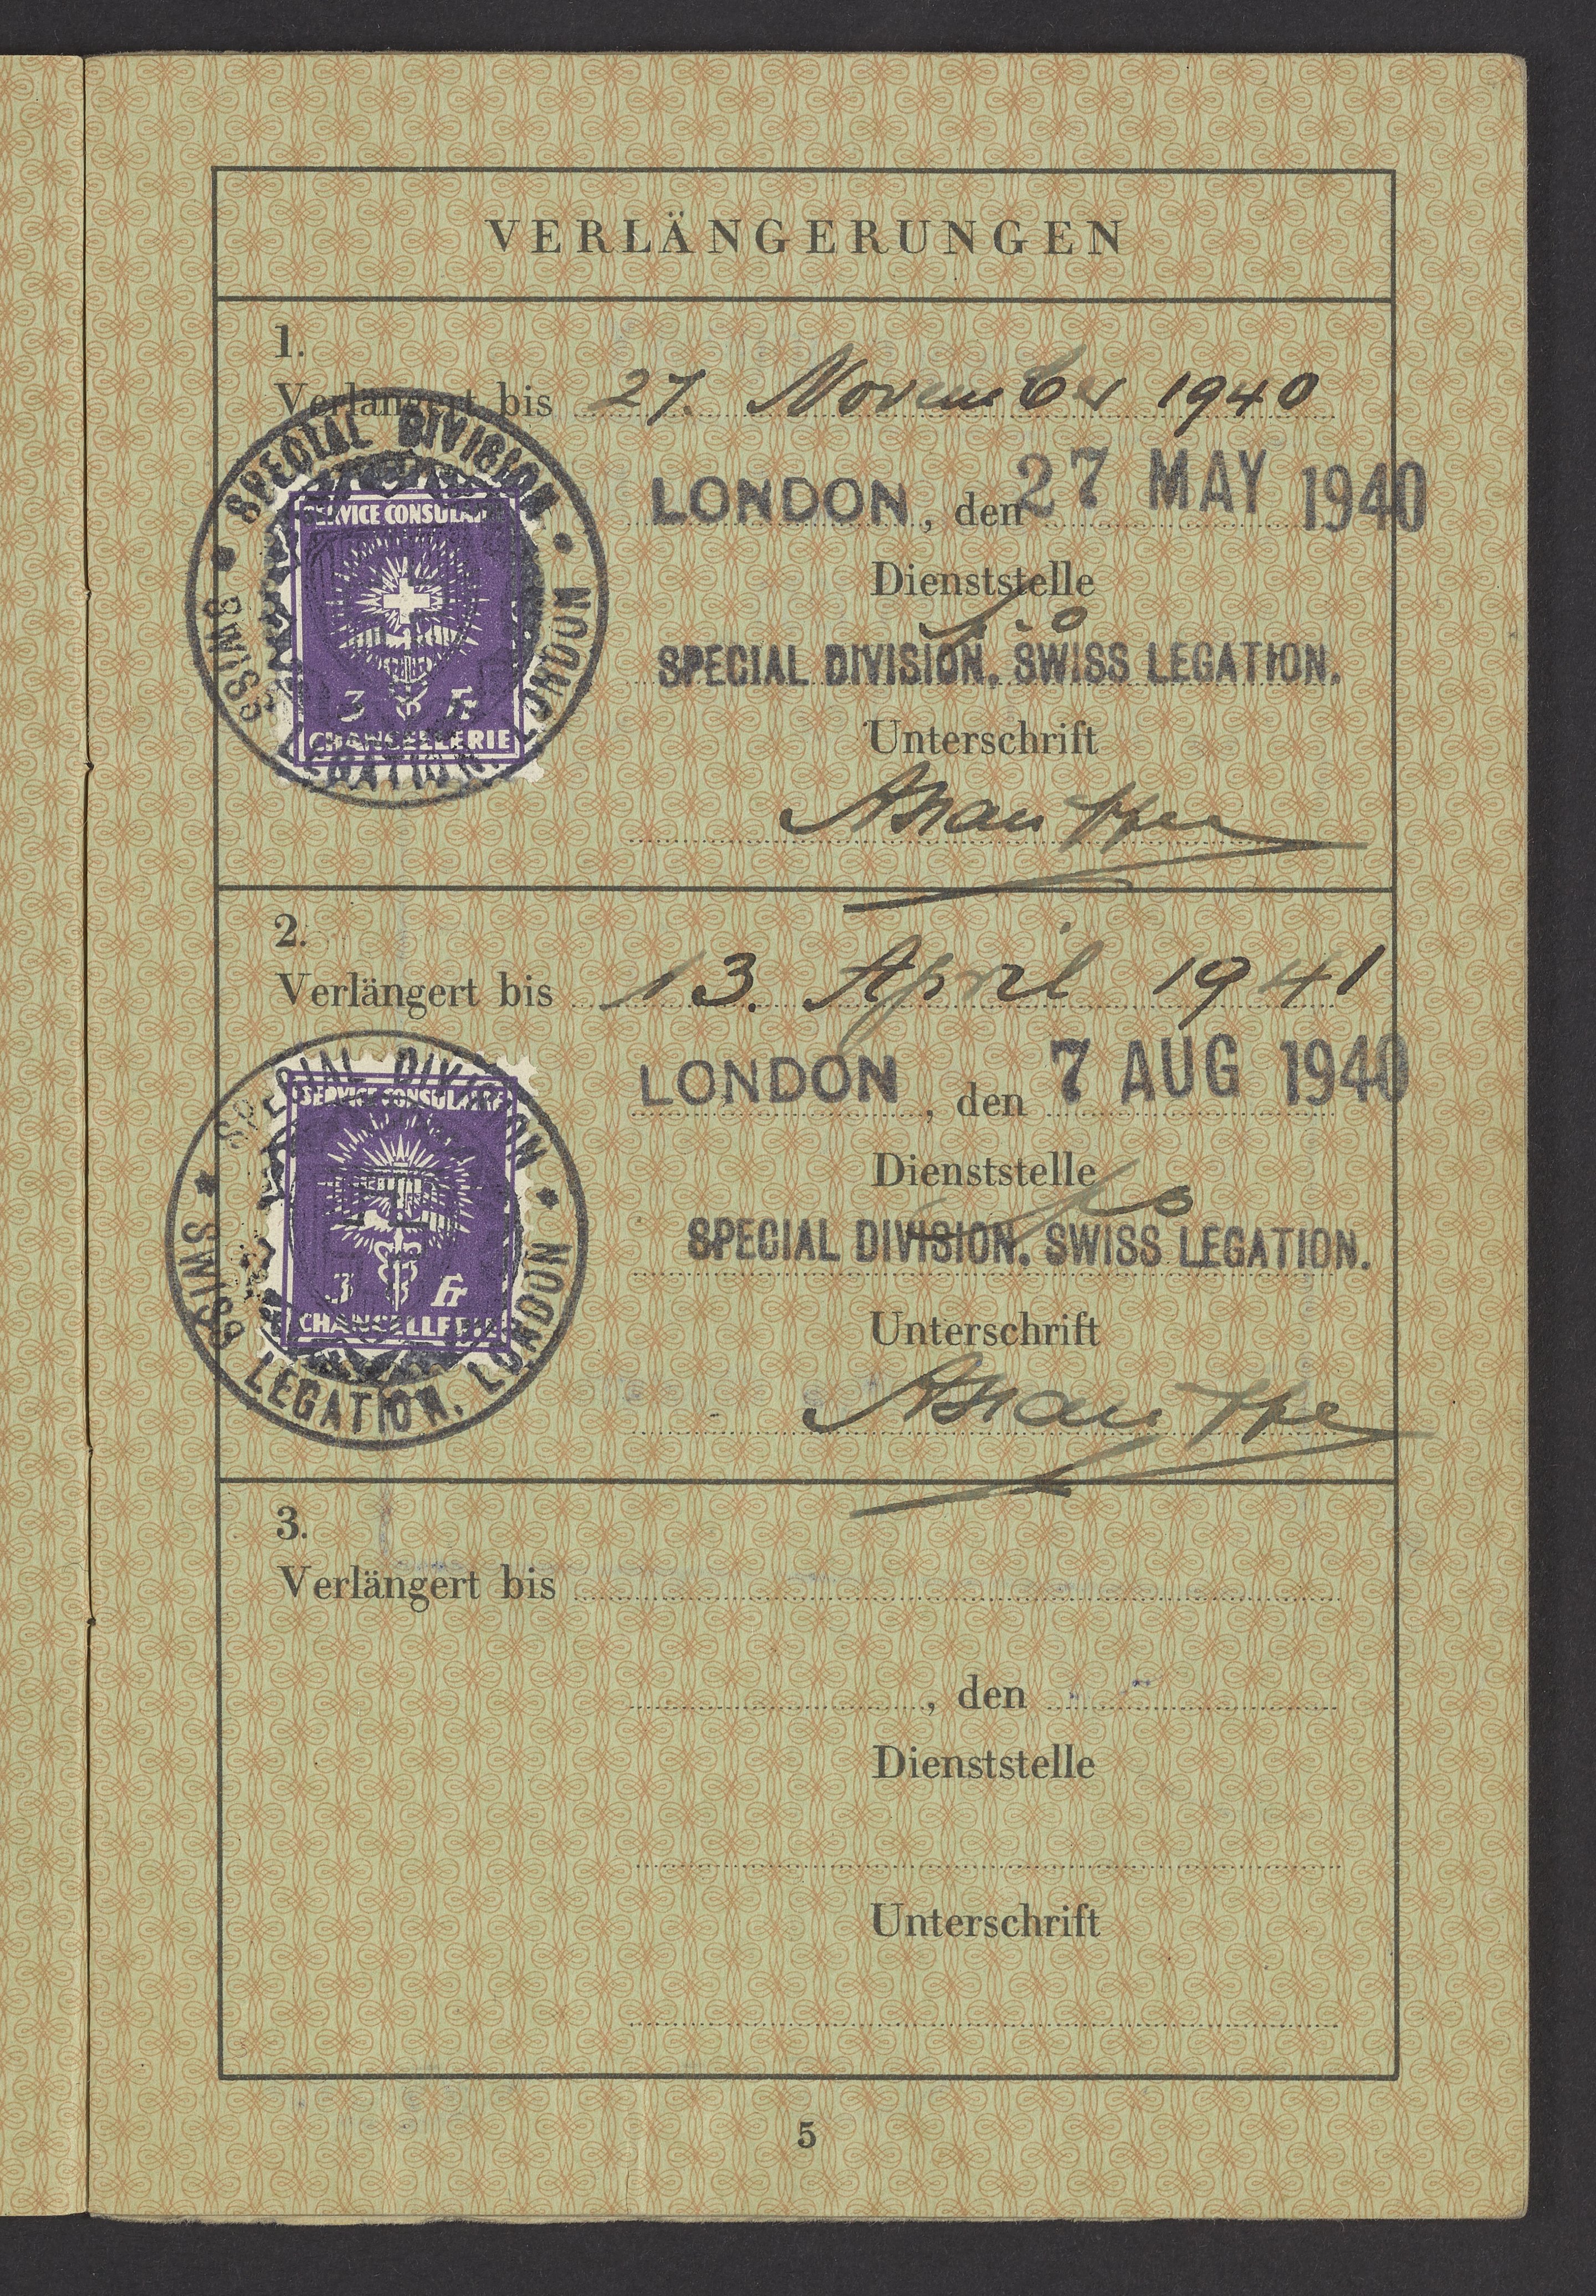 VERLÄNGERUNGEN
1.
Verlängert bis 27. November 1940
SPECIAL DIVISION
SWISS LEGATION. LONDON
SERVICE CONSULAIRE
3 Fr
CHANCELLERIE
LONDON, den 27 MAY 1940
Dienststelle
SPECIAL DIVISION, SWISS LEGATION.
Unterschrift
2.
Verlängert bis 13. April 1941
SPECIAL DIVISION
SWISS LEGATION. LONDON
SERVICE CONSULAIRE
3 Fr
CHANCELLERIE
LONDON, den 7 AUG 1940
Dienststelle
SPECIAL DIVISION, SWISS LEGATION.
Unterschrift
3.
Verlängert bis
, den
Dienststelle
Unterschrift
5